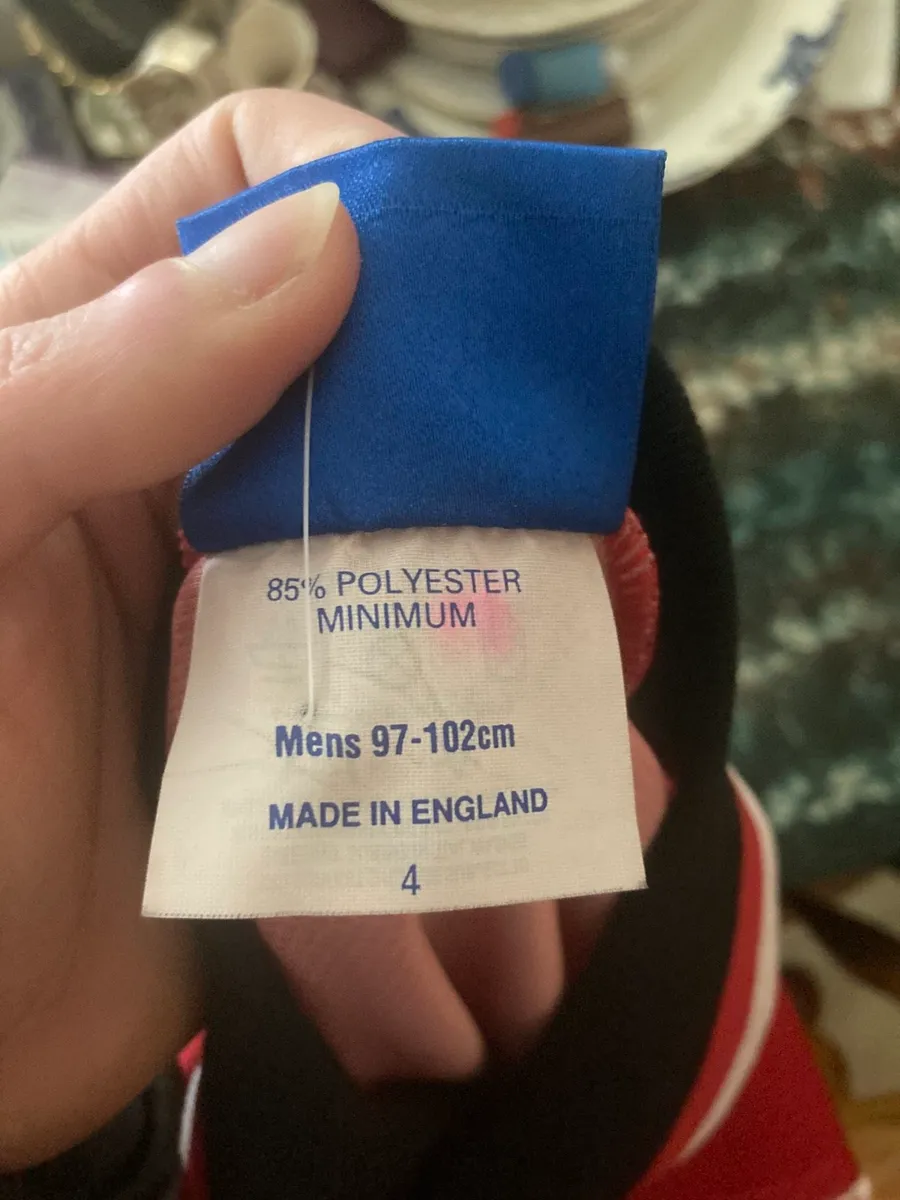 85% POLYESTER
MINIMUM
Mens 97-102cm
MADE IN ENGLAND
4